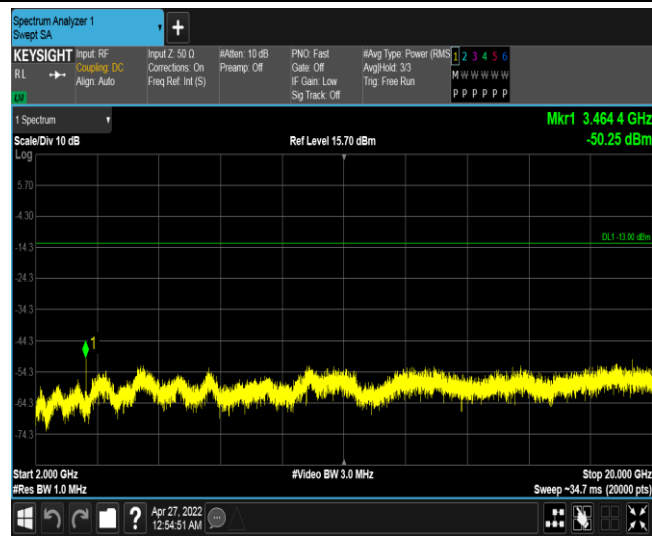 Spectrum Analyzer 1
Swept SA
+
KEYSIGHT
RL
Input: RF
Coupling: DC
Align: Auto
Input Z: 50 Ω
Corrections: On
Freq Ref: Int (S)
#Atten: 10 dB
Preamp: Off
PNO: Fast
Gate: Off
IF Gain: Low
Sig Track: Off
#Avg Type: Power (RMS
Avg|Hold: 3/3
Trig: Free Run
1 2 3 4 5 6
M W W W W W
P P P P P P
1 Spectrum
Scale/Div 10 dB
Ref Level 15.70 dBm
Mkr1 3.464 4 GHz
-50.25 dBm
Log
5.70
-4.30
DL1 -13.00 dBm
-14.3
-24.3
-34.3
-44.3
1
-54.3
-64.3
-74.3
Start 2.000 GHz
#Video BW 3.0 MHz
Stop 20.000 GHz
#Res BW 1.0 MHz
Sweep ~34.7 ms (20000 pts)
?
Apr 27, 2022
12:54:51 AM